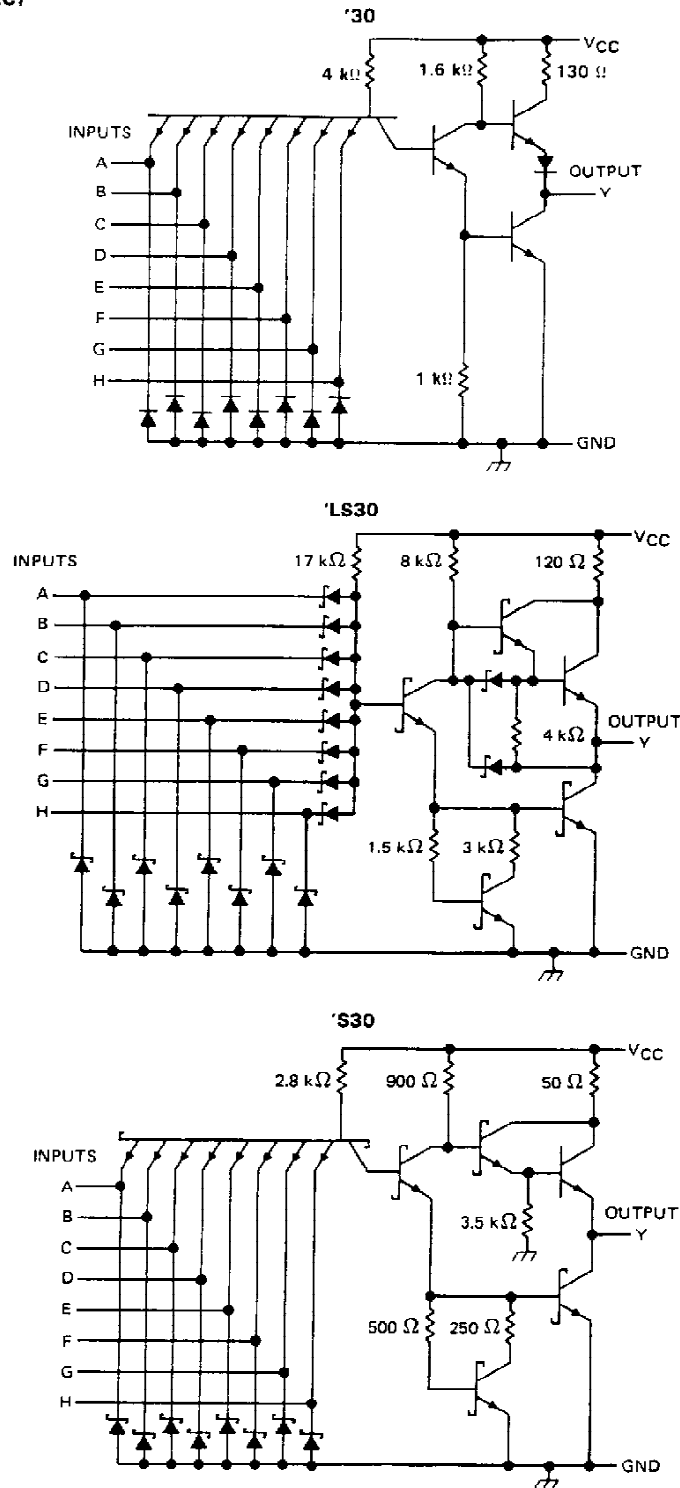 '30
VCC
4 kΩ 1.6 kΩ 130 Ω
INPUTS
A
B
C
D
E
F
G
H
OUTPUT
Y
1 kΩ
GND
'LS30
VCC
17 kΩ 8 kΩ 120 Ω
INPUTS
A
B
C
D
E
F
G
H
OUTPUT
4 kΩ
Y
1.5 kΩ 3 kΩ
GND
'S30
VCC
2.8 kΩ 900 Ω 50 Ω
INPUTS
A
B
C
D
E
F
G
H
3.5 kΩ
OUTPUT
Y
500 Ω 250 Ω
GND